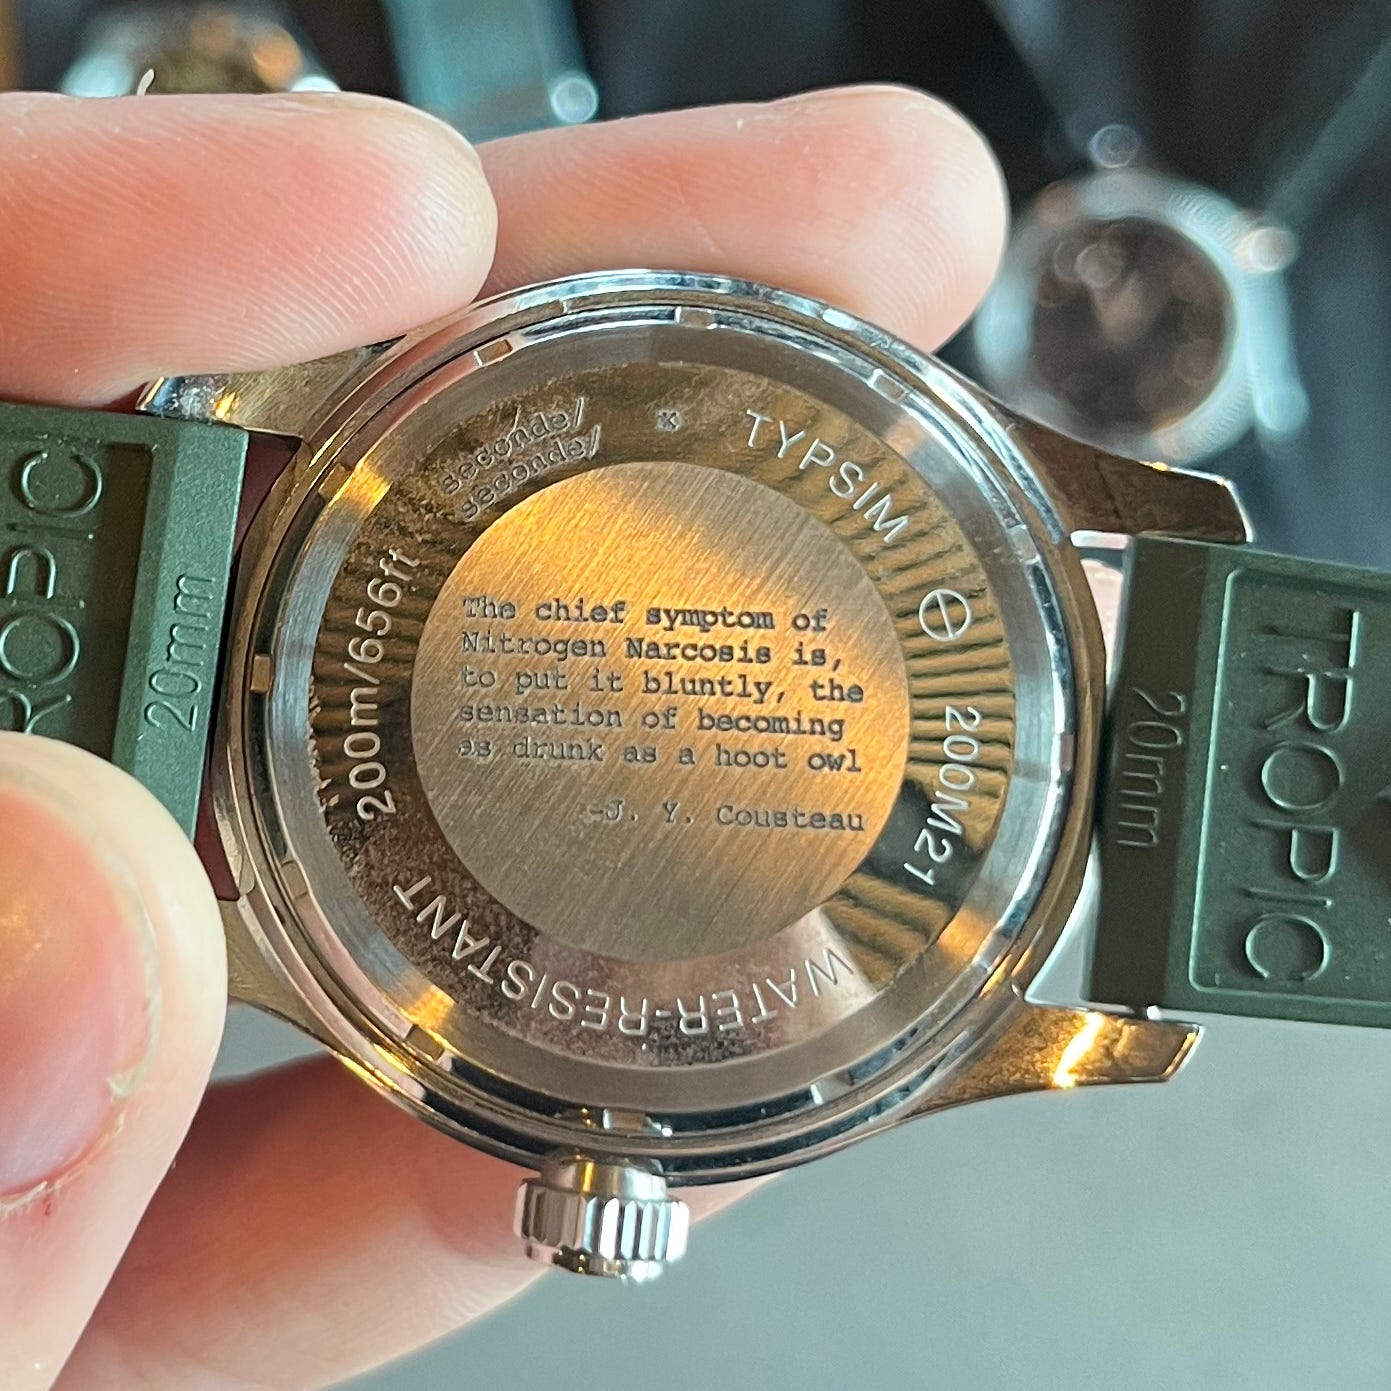 seconde/
seconde/
x
TYPSIM
200M21
WATER-RESISTANT
200m/656ft
The chief symptom of
Nitrogen Narcosis is,
to put it bluntly, the
sensation of becoming
as drunk as a hoot owl
-J. Y. Cousteau
TROPIC
20mm
20mm
TROPIC